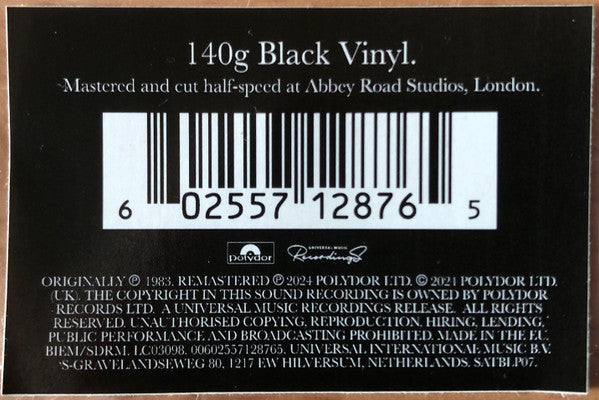 140g Black Vinyl.
Mastered and cut half-speed at Abbey Road Studios, London.
6 02557 12876 5
polydor UNIVERSAL MUSIC Recordings
ORIGINALLY ℗ 1983. REMASTERED ℗ 2024 POLYDOR LTD. © 2024 POLYDOR LTD.
(UK). THE COPYRIGHT IN THIS SOUND RECORDING IS OWNED BY POLYDOR
RECORDS LTD. A UNIVERSAL MUSIC RECORDINGS RELEASE. ALL RIGHTS
RESERVED. UNAUTHORISED COPYING, REPRODUCTION, HIRING, LENDING,
PUBLIC PERFORMANCE AND BROADCASTING PROHIBITED. MADE IN THE EU.
BIEM/SDRM. LC03098. 00602557128765. UNIVERSAL INTERNATIONAL MUSIC B.V.
'S-GRAVELANDSEWEG 80, 1217 EW HILVERSUM, NETHERLANDS. SATBLP07.